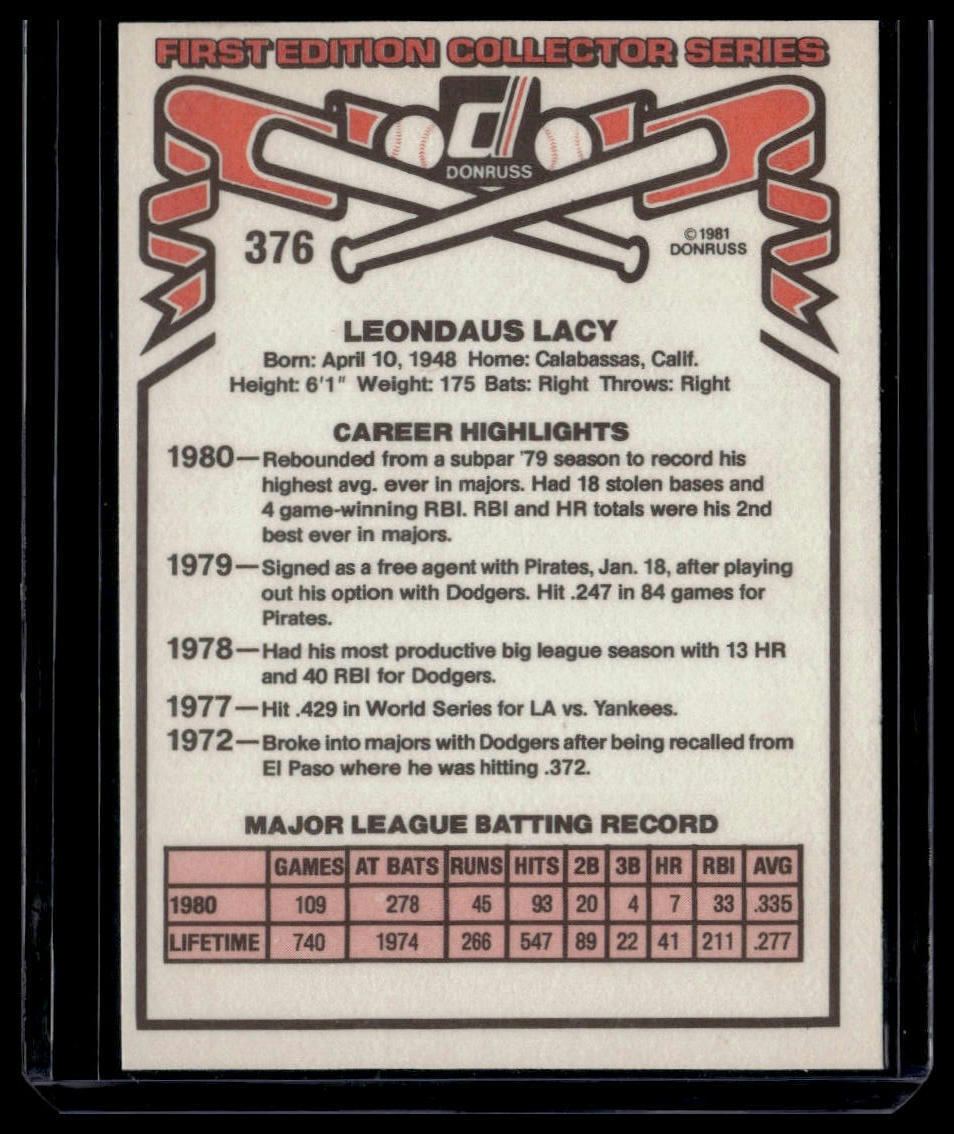 FIRST EDITION COLLECTOR SERIES
d
DONRUSS
376
© 1981
DONRUSS
LEONDAUS LACY
Born: April 10, 1948 Home: Calabassas, Calif.
Height: 6'1" Weight: 175 Bats: Right Throws: Right
CAREER HIGHLIGHTS
1980—Rebounded from a subpar '79 season to record his
highest avg. ever in majors. Had 18 stolen bases and
4 game-winning RBI. RBI and HR totals were his 2nd
best ever in majors.
1979—Signed as a free agent with Pirates, Jan. 18, after playing
out his option with Dodgers. Hit .247 in 84 games for
Pirates.
1978—Had his most productive big league season with 13 HR
and 40 RBI for Dodgers.
1977—Hit .429 in World Series for LA vs. Yankees.
1972—Broke into majors with Dodgers after being recalled from
El Paso where he was hitting .372.
MAJOR LEAGUE BATTING RECORD
GAMES AT BATS RUNS HITS 2B 3B HR RBI AVG
1980 109 278 45 93 20 4 7 33 .335
LIFETIME 740 1974 266 547 89 22 41 211 .277